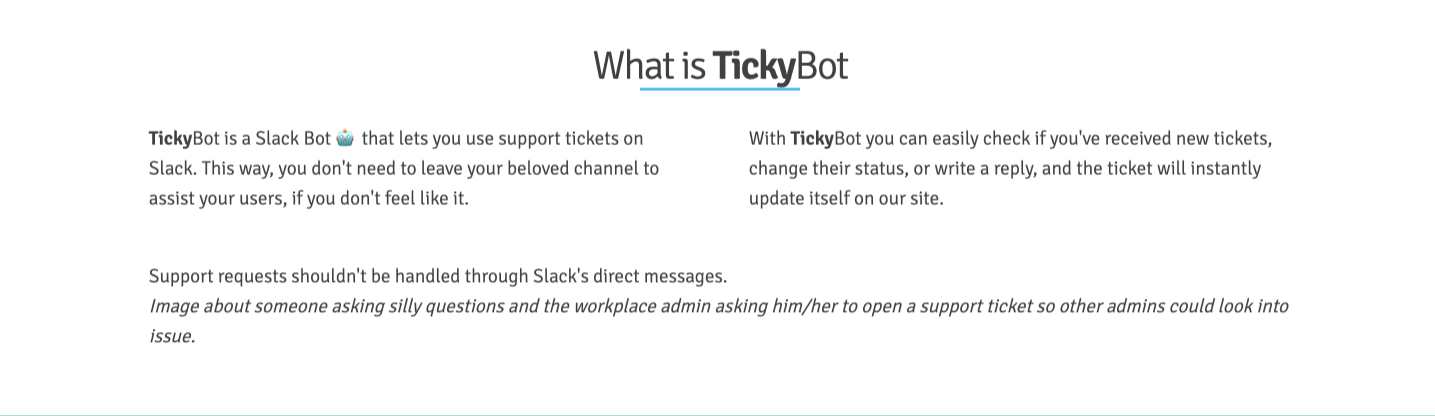 What is TickyBot
TickyBot is a Slack Bot 🤖 that lets you use support tickets on
Slack. This way, you don't need to leave your beloved channel to
assist your users, if you don't feel like it.
With TickyBot you can easily check if you've received new tickets,
change their status, or write a reply, and the ticket will instantly
update itself on our site.
Support requests shouldn't be handled through Slack's direct messages.
Image about someone asking silly questions and the workplace admin asking him/her to open a support ticket so other admins could look into
issue.